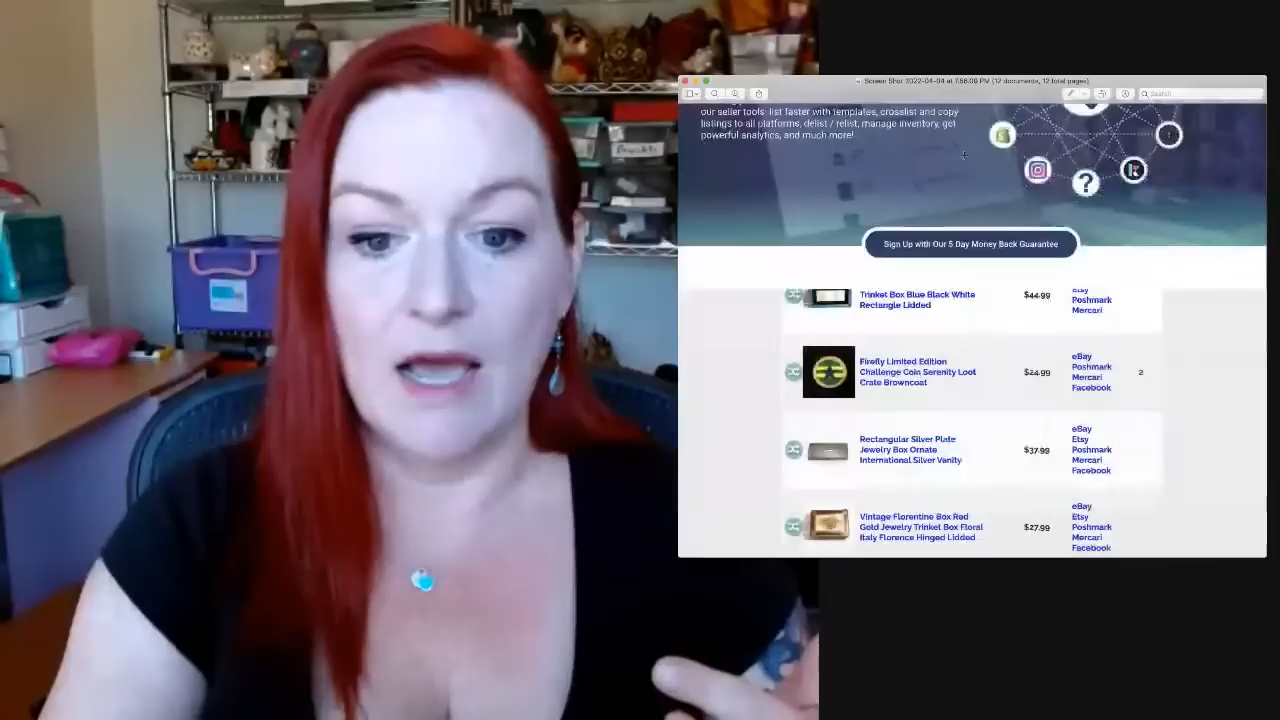 Screen Shot 2022-04-04 at 7.56.09 PM (12 documents, 12 total pages)
Search
our seller tools: list faster with templates, crosslist and copy
listings to all platforms, delist / relist, manage inventory, get
powerful analytics, and much more!
Sign Up with Our 5 Day Money Back Guarantee
Trinket Box Blue Black White
Rectangle Lidded
$44.99
Etsy
Poshmark
Mercari
Firefly Limited Edition
Challenge Coin Serenity Loot
Crate Browncoat
$24.99
eBay
Poshmark
Mercari
Facebook
2
Rectangular Silver Plate
Jewelry Box Ornate
International Silver Vanity
$37.99
eBay
Etsy
Poshmark
Mercari
Facebook
Vintage Florentine Box Red
Gold Jewelry Trinket Box Floral
Italy Florence Hinged Lidded
$27.99
eBay
Etsy
Poshmark
Mercari
Facebook